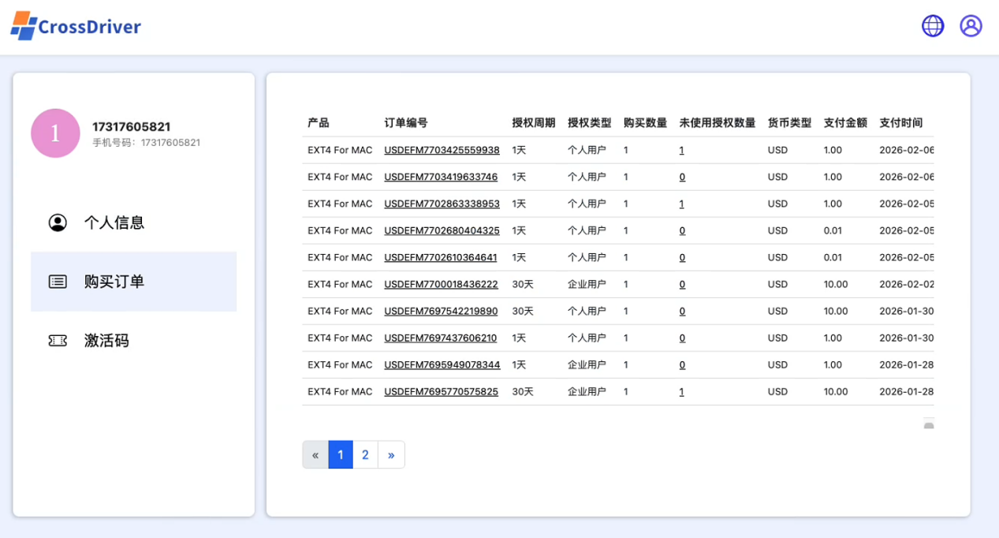 CrossDriver
1
17317605821
手机号码：17317605821
个人信息
购买订单
激活码
产品 订单编号 授权周期 授权类型 购买数量 未使用授权数量 货币类型 支付金额 支付时间
EXT4 For MAC USDEFM7703425559938 1天 个人用户 1 1 USD 1.00 2026-02-06
EXT4 For MAC USDEFM7703419633746 1天 个人用户 1 0 USD 1.00 2026-02-06
EXT4 For MAC USDEFM7702863338953 1天 个人用户 1 1 USD 1.00 2026-02-05
EXT4 For MAC USDEFM7702680404325 1天 个人用户 1 0 USD 0.01 2026-02-05
EXT4 For MAC USDEFM7702610364641 1天 个人用户 1 0 USD 0.01 2026-02-05
EXT4 For MAC USDEFM7700018436222 30天 企业用户 1 0 USD 10.00 2026-02-02
EXT4 For MAC USDEFM7697542219890 30天 个人用户 1 0 USD 10.00 2026-01-30
EXT4 For MAC USDEFM7697437606210 1天 个人用户 1 0 USD 1.00 2026-01-30
EXT4 For MAC USDEFM7695949078344 1天 企业用户 1 0 USD 1.00 2026-01-28
EXT4 For MAC USDEFM7695770575825 30天 企业用户 1 1 USD 10.00 2026-01-28
« 1 2 »